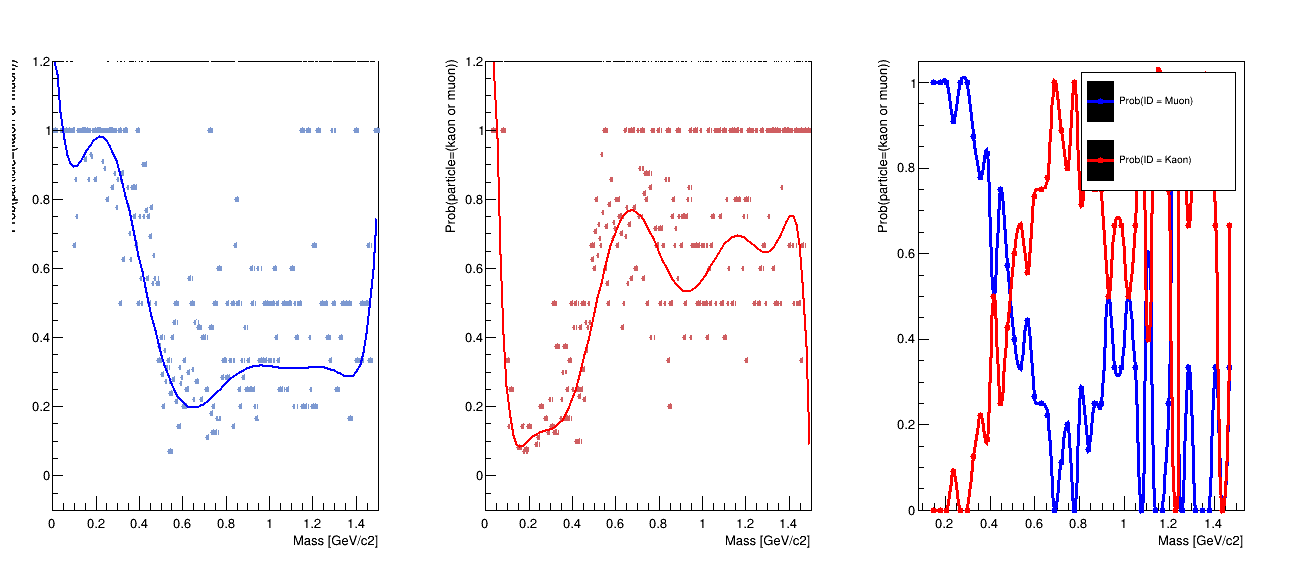 Prob(particle=(kaon or muon))
1.2
1
0.8
0.6
0.4
0.2
0
0 0.2 0.4 0.6 0.8 1 1.2 1.4
Mass [GeV/c2]
Prob(particle=(kaon or muon))
1.2
1
0.8
0.6
0.4
0.2
0
0 0.2 0.4 0.6 0.8 1 1.2 1.4
Mass [GeV/c2]
Prob(particle=(kaon or muon))
1
0.8
0.6
0.4
0.2
0
0.2 0.4 0.6 0.8 1 1.2 1.4
Mass [GeV/c2]
Prob(ID = Muon)
Prob(ID = Kaon)